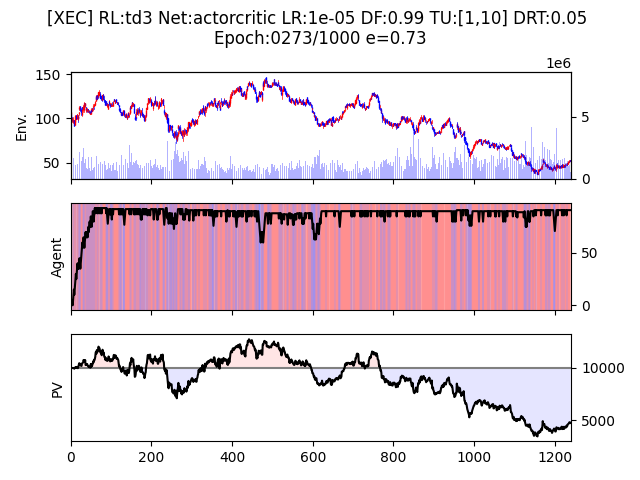 [XEC] RL:td3 Net:actorcritic LR:1e-05 DF:0.99 TU:[1,10] DRT:0.05
Epoch:0273/1000 e=0.73
1e6
150
100
50
Env.
5
0
Agent
50
0
PV
10000
5000
0 200 400 600 800 1000 1200